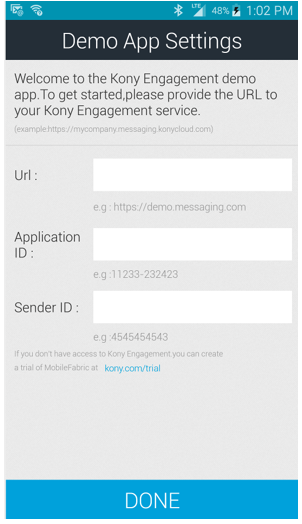 LTE 48% 1:02 PM
Demo App Settings
Welcome to the Kony Engagement demo
app.To get started,please provide the URL to
your Kony Engagement service.
(example:https://mycompany.messaging.konycloud.com)
Url :
e.g : https://demo.messaging.com
Application
ID :
e.g :11233-232423
Sender ID :
e.g :4545454543
If you don't have access to Kony Engagement you can create
a trial of MobileFabric at kony.com/trial
DONE